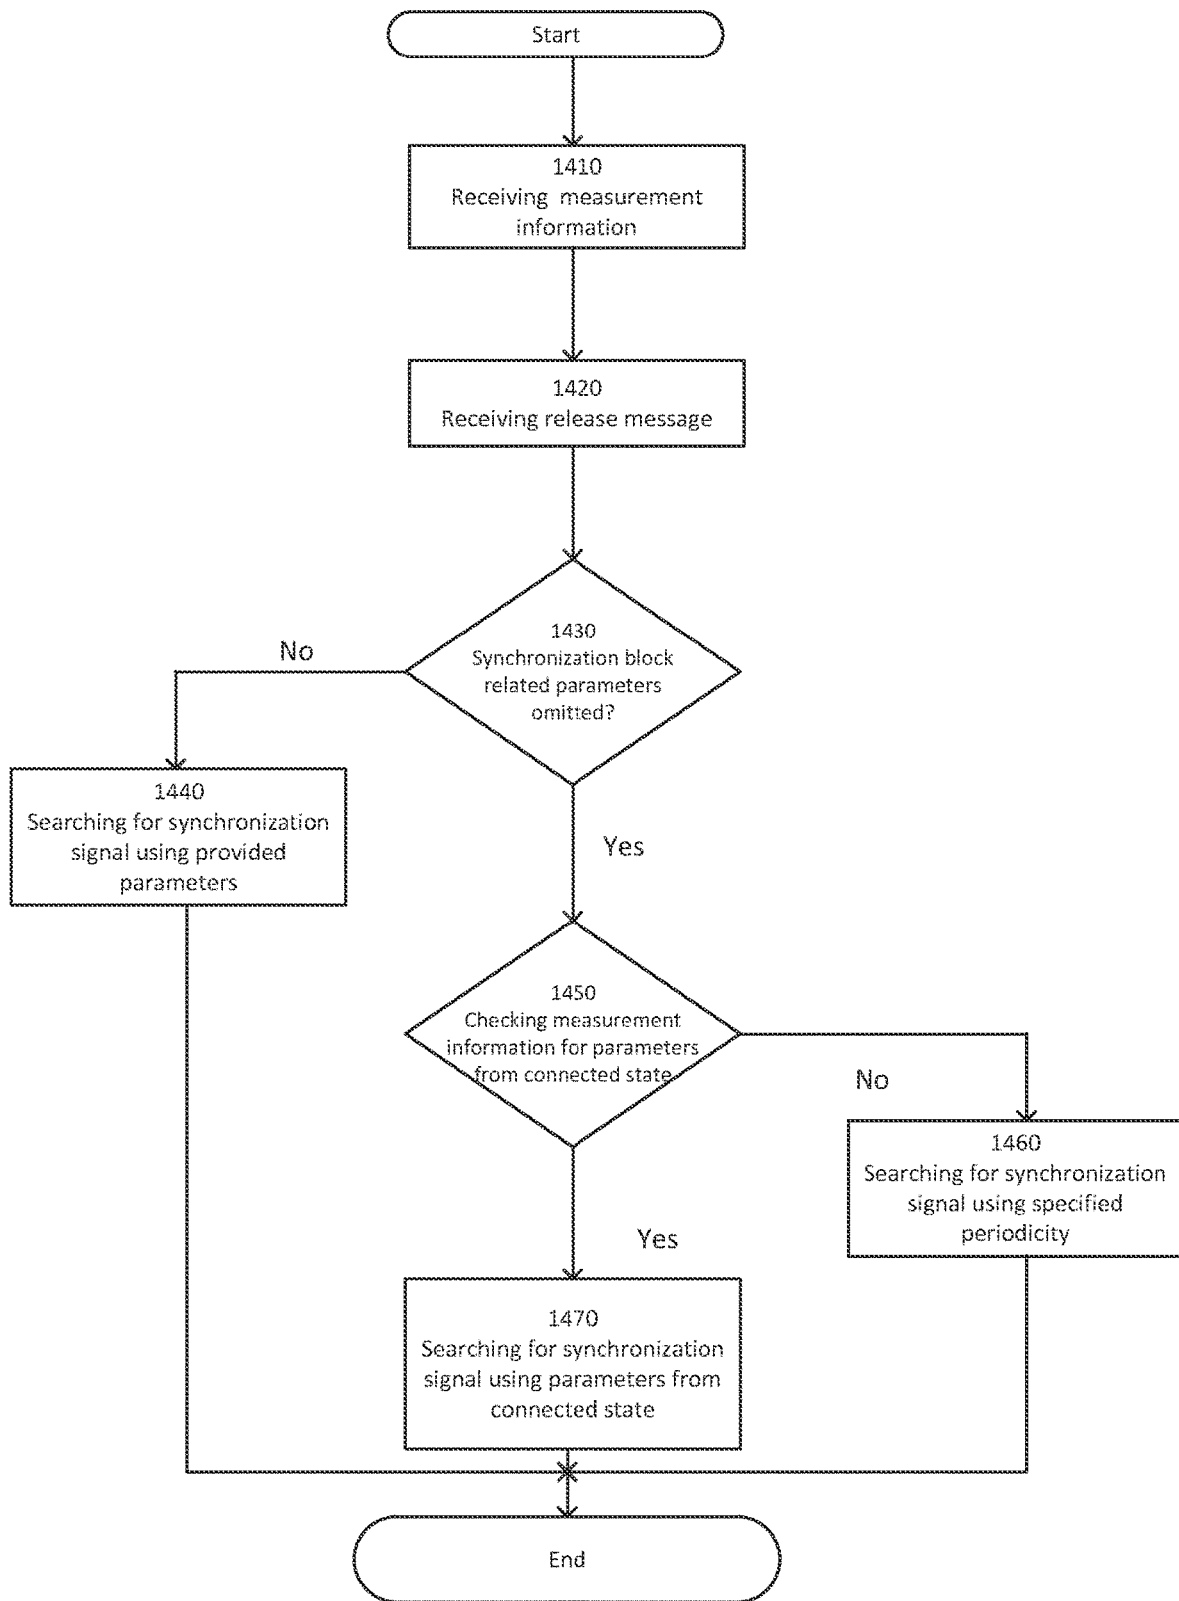 Start
1410
Receiving measurement
information
1420
Receiving release message
1430
Synchronization block
related parameters
omitted?
No
1440
Searching for synchronization
signal using provided
parameters
Yes
1450
Checking measurement
information for parameters
from connected state
No
1460
Searching for synchronization
signal using specified
periodicity
Yes
1470
Searching for synchronization
signal using parameters from
connected state
End